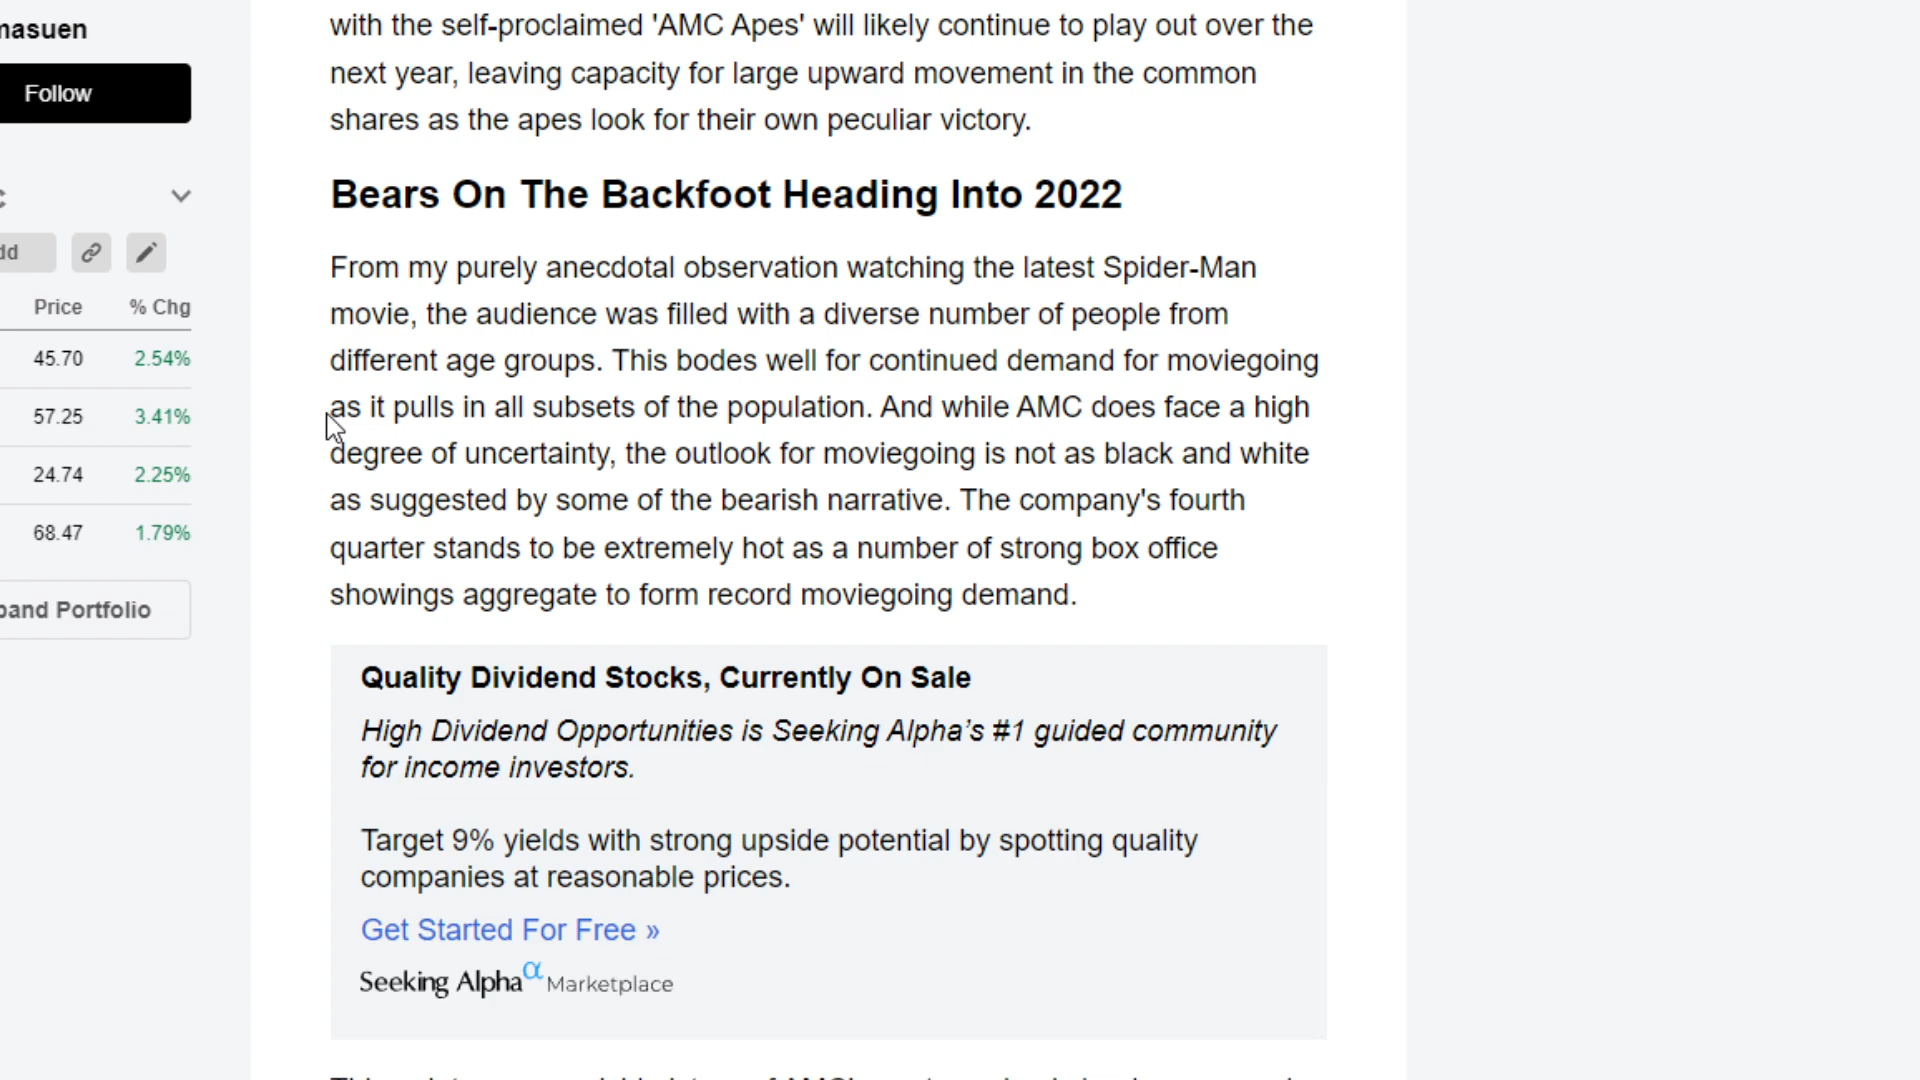 masuen
Follow
Price % Chg
45.70 2.54%
57.25 3.41%
24.74 2.25%
68.47 1.79%
Portfolio
with the self-proclaimed 'AMC Apes' will likely continue to play out over the
next year, leaving capacity for large upward movement in the common
shares as the apes look for their own peculiar victory.
Bears On The Backfoot Heading Into 2022
From my purely anecdotal observation watching the latest Spider-Man
movie, the audience was filled with a diverse number of people from
different age groups. This bodes well for continued demand for moviegoing
as it pulls in all subsets of the population. And while AMC does face a high
degree of uncertainty, the outlook for moviegoing is not as black and white
as suggested by some of the bearish narrative. The company's fourth
quarter stands to be extremely hot as a number of strong box office
showings aggregate to form record moviegoing demand.
Quality Dividend Stocks, Currently On Sale
High Dividend Opportunities is Seeking Alpha’s #1 guided community
for income investors.
Target 9% yields with strong upside potential by spotting quality
companies at reasonable prices.
Get Started For Free »
Seeking Alpha α Marketplace